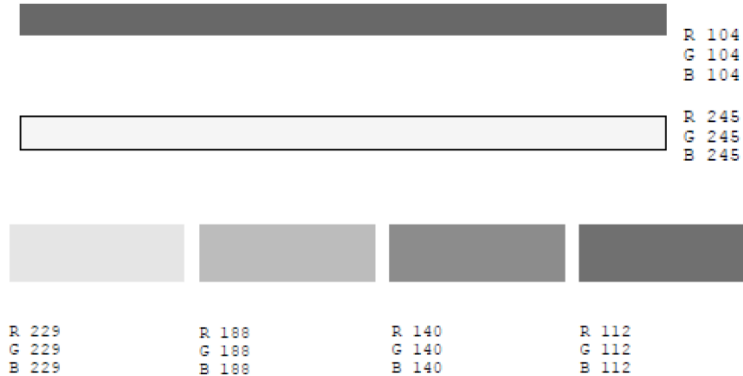 R 104
G 104
B 104
R 245
G 245
B 245
R 229
G 229
B 229
R 188
G 188
B 188
R 140
G 140
B 140
R 112
G 112
B 112